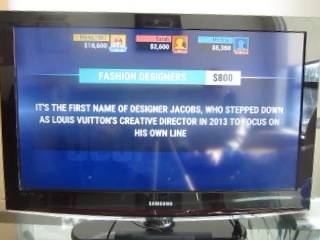 $18,600
Sarah
$2,600
$5,200
FASHION DESIGNERS $800
IT'S THE FIRST NAME OF DESIGNER JACOBS, WHO STEPPED DOWN
AS LOUIS VUITTON'S CREATIVE DIRECTOR IN 2013 TO FOCUS ON
HIS OWN LINE
SAMSUNG